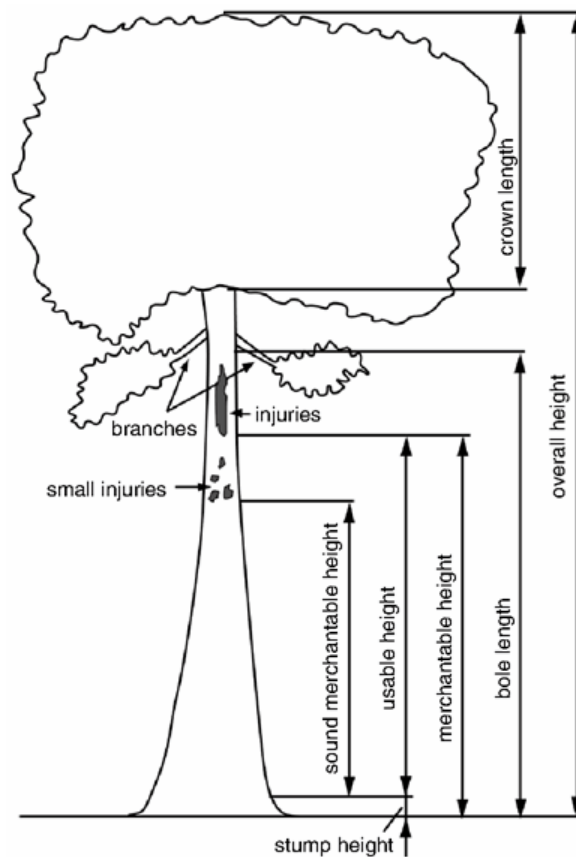 crown length
overall height
branches
injuries
small injuries
sound merchantable height
usable height
merchantable height
bole length
stump height